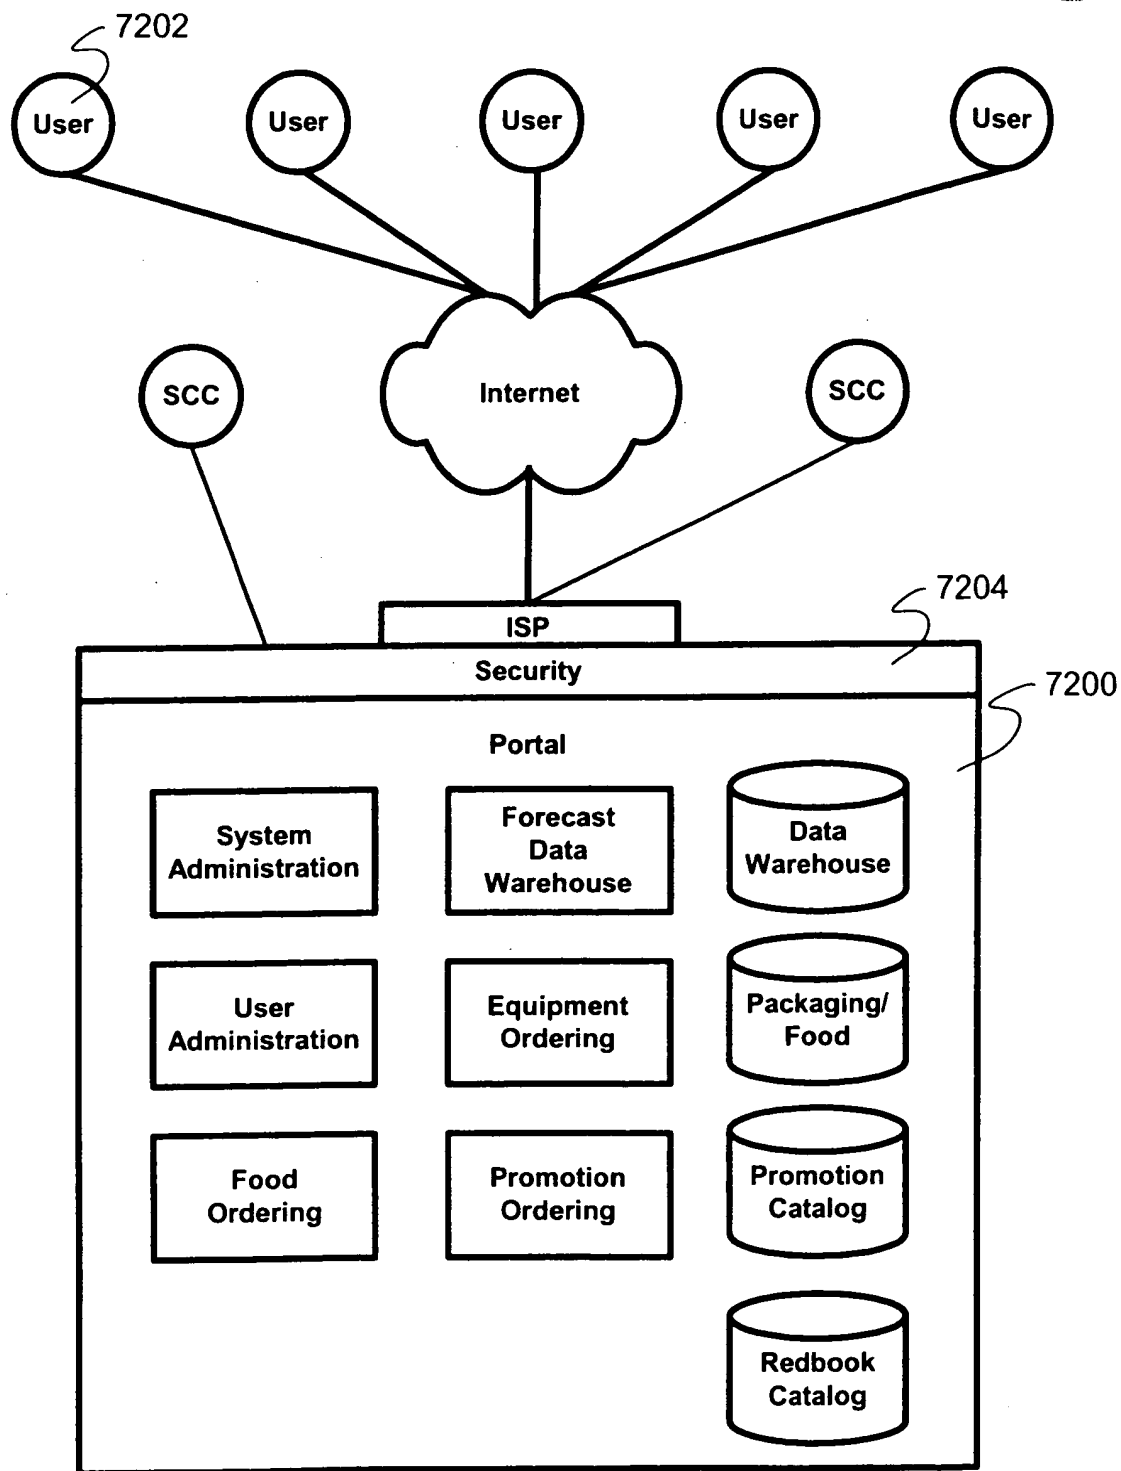 7202
User
User
User
User
User
SCC
Internet
SCC
7204
ISP
Security
7200
Portal
System
Administration
Forecast
Data
Warehouse
Data
Warehouse
User
Administration
Equipment
Ordering
Packaging/
Food
Food
Ordering
Promotion
Ordering
Promotion
Catalog
Redbook
Catalog